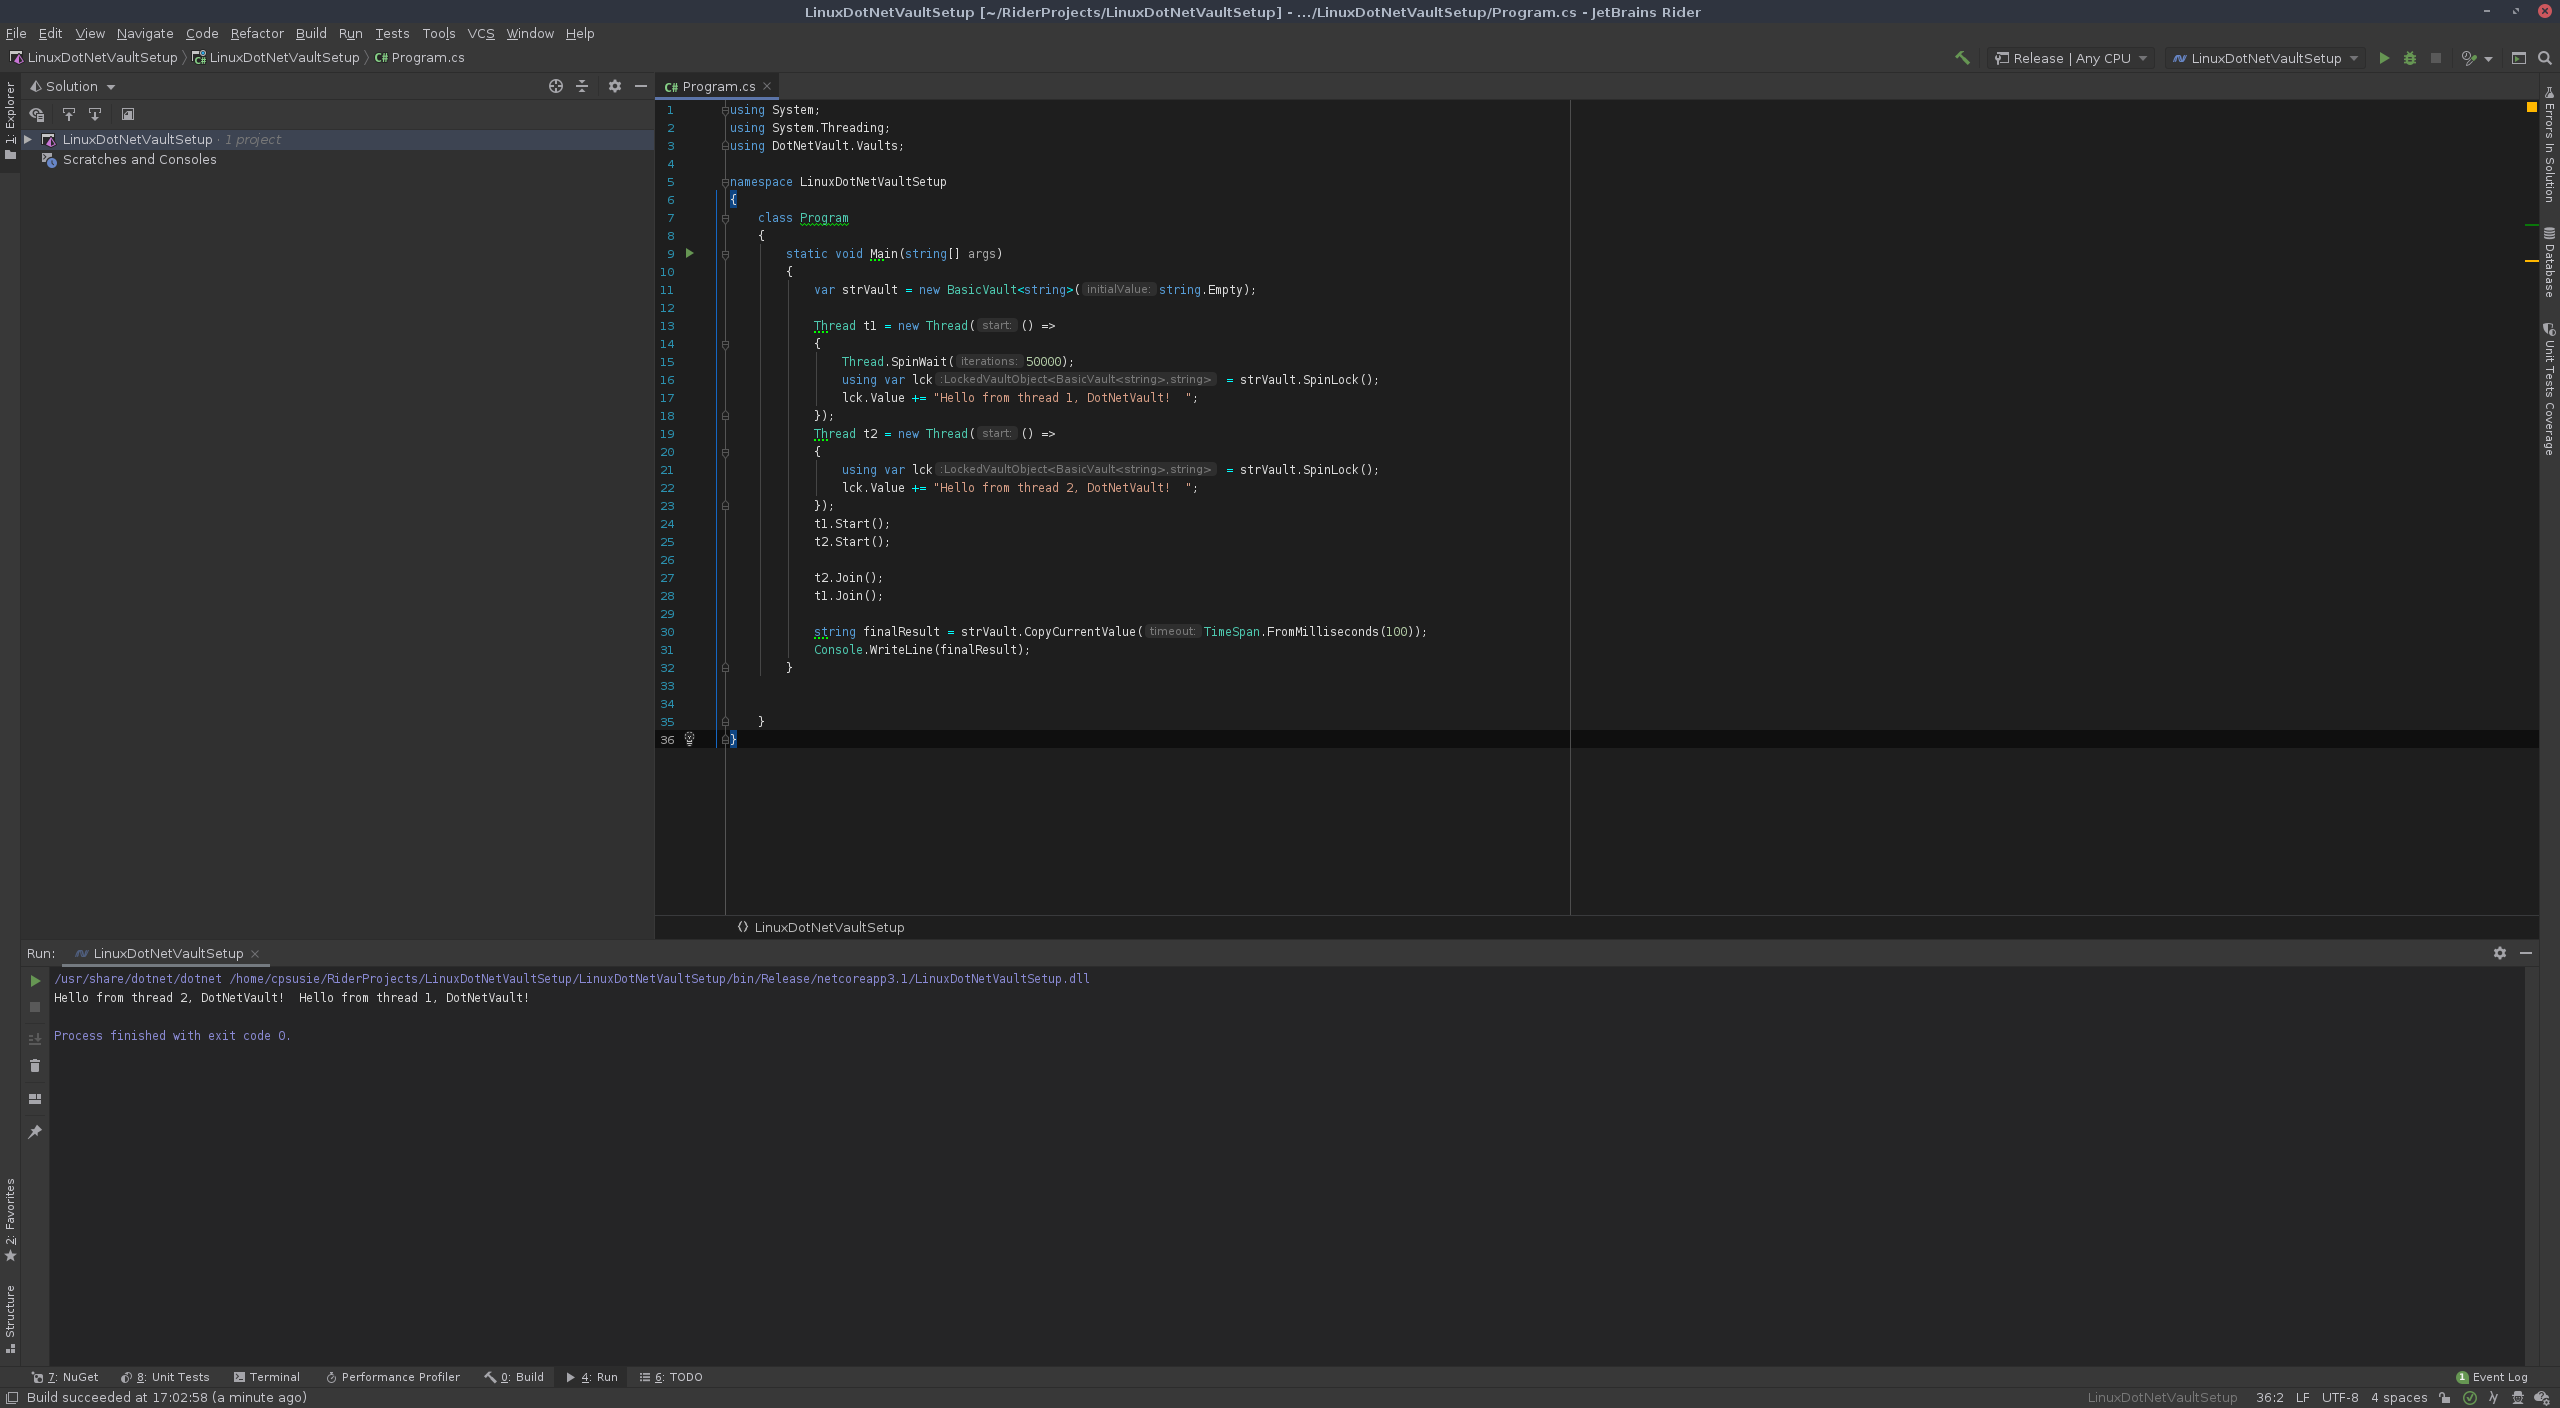 LinuxDotNetVaultSetup [~/RiderProjects/LinuxDotNetVaultSetup] - .../LinuxDotNetVaultSetup/Program.cs - JetBrains Rider
File Edit View Navigate Code Refactor Build Run Tests Tools VCS Window Help
LinuxDotNetVaultSetup LinuxDotNetVaultSetup C# Program.cs
Release | Any CPU LinuxDotNetVaultSetup
Solution
LinuxDotNetVaultSetup · 1 project
Scratches and Consoles
1: Explorer
2: Favorites
Structure
C# Program.cs
1 using System;
2 using System.Threading;
3 using DotNetVault.Vaults;
4
5 namespace LinuxDotNetVaultSetup
6 {
7 class Program
8 {
9 static void Main(string[] args)
10 {
11 var strVault = new BasicVault<string>( initialValue: string.Empty);
12
13 Thread t1 = new Thread( start: () =>
14 {
15 Thread.SpinWait( iterations: 50000);
16 using var lck :LockedVaultObject<BasicVault<string>,string> = strVault.SpinLock();
17 lck.Value += "Hello from thread 1, DotNetVault!  ";
18 });
19 Thread t2 = new Thread( start: () =>
20 {
21 using var lck :LockedVaultObject<BasicVault<string>,string> = strVault.SpinLock();
22 lck.Value += "Hello from thread 2, DotNetVault!  ";
23 });
24 t1.Start();
25 t2.Start();
26
27 t2.Join();
28 t1.Join();
29
30 string finalResult = strVault.CopyCurrentValue( timeout: TimeSpan.FromMilliseconds(100));
31 Console.WriteLine(finalResult);
32 }
33
34
35 }
36 }
LinuxDotNetVaultSetup
Errors In Solution
Database
Unit Tests Coverage
Run: LinuxDotNetVaultSetup
/usr/share/dotnet/dotnet /home/cpsusie/RiderProjects/LinuxDotNetVaultSetup/LinuxDotNetVaultSetup/bin/Release/netcoreapp3.1/LinuxDotNetVaultSetup.dll
Hello from thread 2, DotNetVault!  Hello from thread 1, DotNetVault!
Process finished with exit code 0.
7: NuGet 8: Unit Tests Terminal Performance Profiler 0: Build 4: Run 6: TODO 1 Event Log
Build succeeded at 17:02:58 (a minute ago) LinuxDotNetVaultSetup 36:2 LF UTF-8 4 spaces